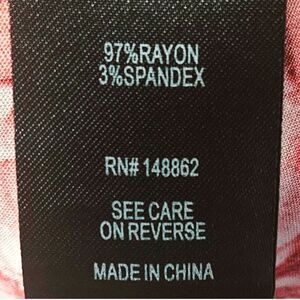 97%RAYON
3%SPANDEX
RN# 148862
SEE CARE
ON REVERSE
MADE IN CHINA